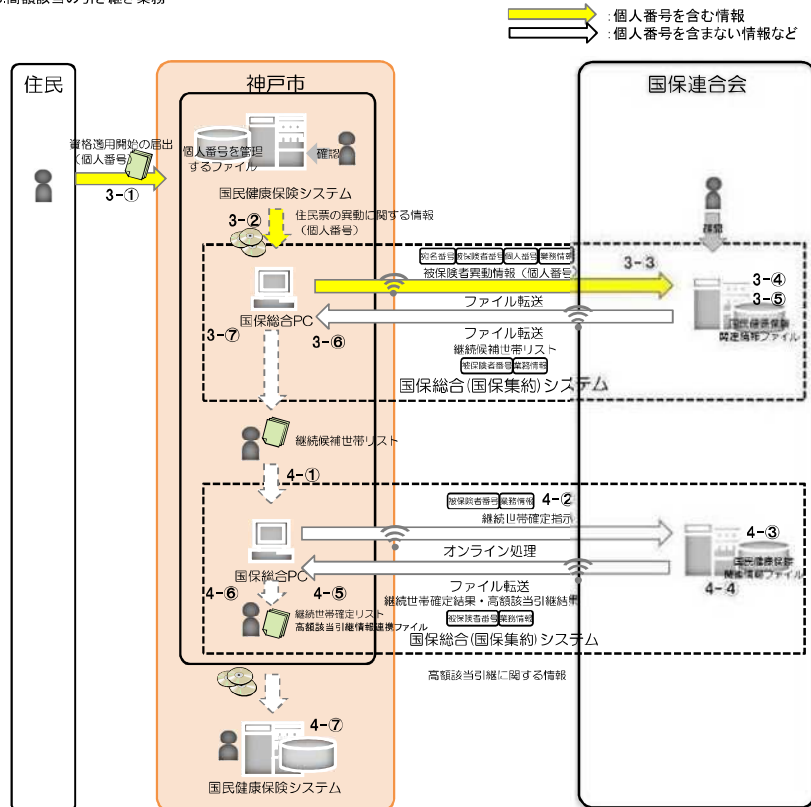 高額該当の引き継ぎ業務
：個人番号を含む情報
：個人番号を含まない情報など
住民
神戸市
国保連合会
資格適用開始の届出
（個人番号）
3-①
個人番号を管理
するファイル
確認
国民健康保険システム
3-②
住民票の異動に関する情報
（個人番号）
確認
宛名番号 被保険者番号 個人番号 業務情報
被保険者異動情報（個人番号）
3-3
ファイル転送
3-④
3-⑤
国民健康保険
関連情報ファイル
国保総合PC
3-⑦
3-⑥
ファイル転送
継続候補世帯リスト
被保険者番号 業務情報
国保総合(国保集約)システム
継続候補世帯リスト
4-①
被保険者番号 業務情報
4-②
継続世帯確定指示
オンライン処理
4-③
国民健康保険
関連情報ファイル
4-④
国保総合PC
4-⑥
4-⑤
ファイル転送
継続世帯確定結果・高額該当引継結果
被保険者番号 業務情報
継続世帯確定リスト
高額該当引継情報連携ファイル
国保総合(国保集約)システム
高額該当引継に関する情報
4-⑦
国民健康保険システム